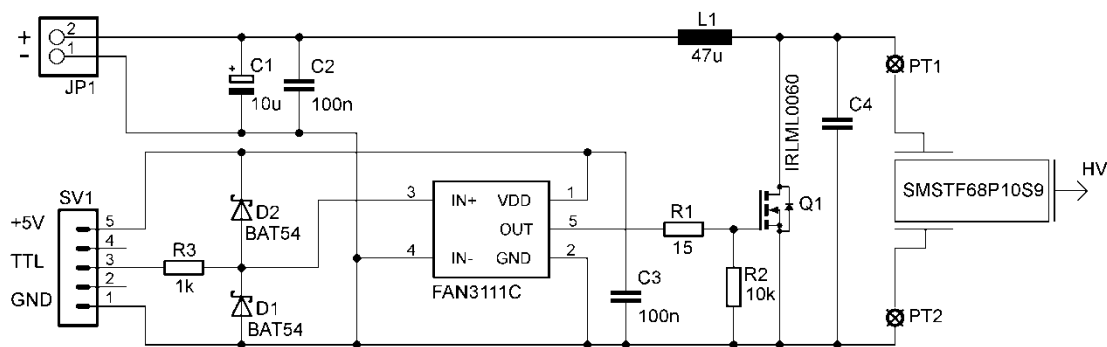 + 2
- 1
JP1
+
C1
10u
C2
100n
L1
47u
IRLML0060
C4
PT1
HV
SMSTF68P10S9
SV1
+5V 5
4
TTL 3
2
GND 1
R3
1k
D2
BAT54
D1
BAT54
3 IN+ VDD 1
OUT 5
4 IN- GND 2
FAN3111C
R1
15
Q1
R2
10k
C3
100n
PT2